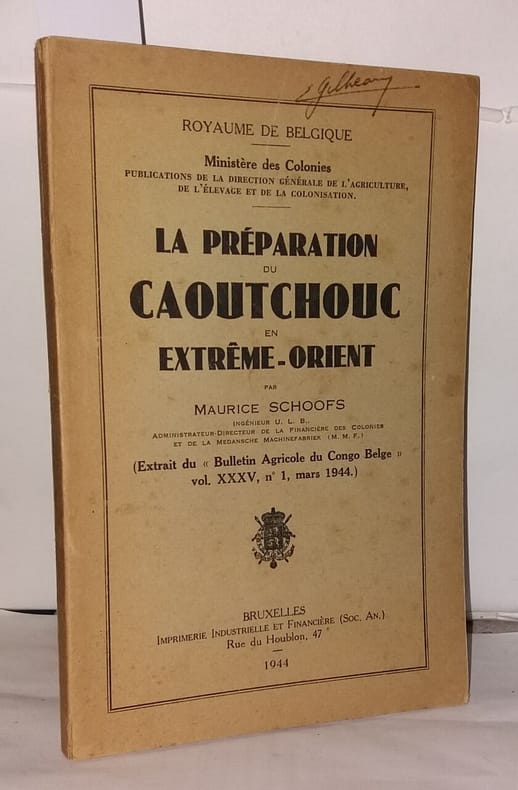 ROYAUME DE BELGIQUE
Ministère des Colonies
PUBLICATIONS DE LA DIRECTION GÉNÉRALE DE L'AGRICULTURE,
DE L'ÉLEVAGE ET DE LA COLONISATION.
LA PRÉPARATION
DU
CAOUTCHOUC
EN
EXTRÊME-ORIENT
PAR
MAURICE SCHOOFS
INGÉNIEUR U. L. B.,
ADMINISTRATEUR-DIRECTEUR DE LA FINANCIÈRE DES COLONIES
ET DE LA MEDANSCHE MACHINEFABRIEK (M. M. F.)
(Extrait du « Bulletin Agricole du Congo Belge »
vol. XXXV, n° 1, mars 1944.)
BRUXELLES
IMPRIMERIE INDUSTRIELLE ET FINANCIÈRE (SOC. AN.)
Rue du Houblon, 47
1944